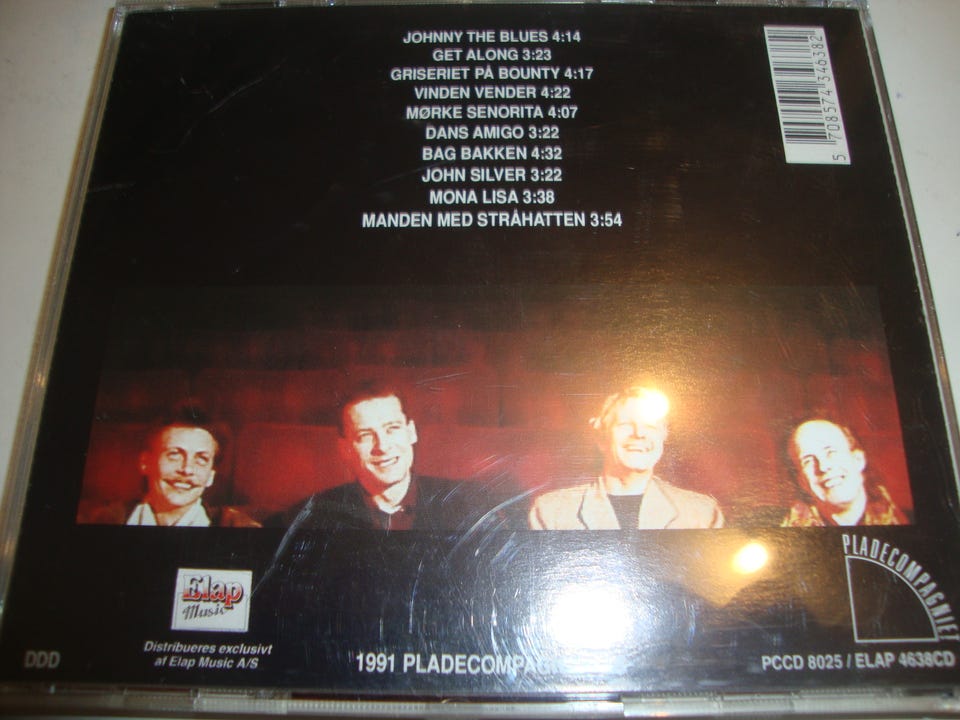 JOHNNY THE BLUES 4:14
GET ALONG 3:23
GRISERIET PÅ BOUNTY 4:17
VINDEN VENDER 4:22
MØRKE SENORITA 4:07
DANS AMIGO 3:22
BAG BAKKEN 4:32
JOHN SILVER 3:22
MONA LISA 3:38
MANDEN MED STRÅHATTEN 3:54
5 708574 346382
Elap
Music
Distribueres exclusivt
af Elap Music A/S
PLADECOMPAGNIET
DDD
1991
PCCD 8025 / ELAP 4638CD